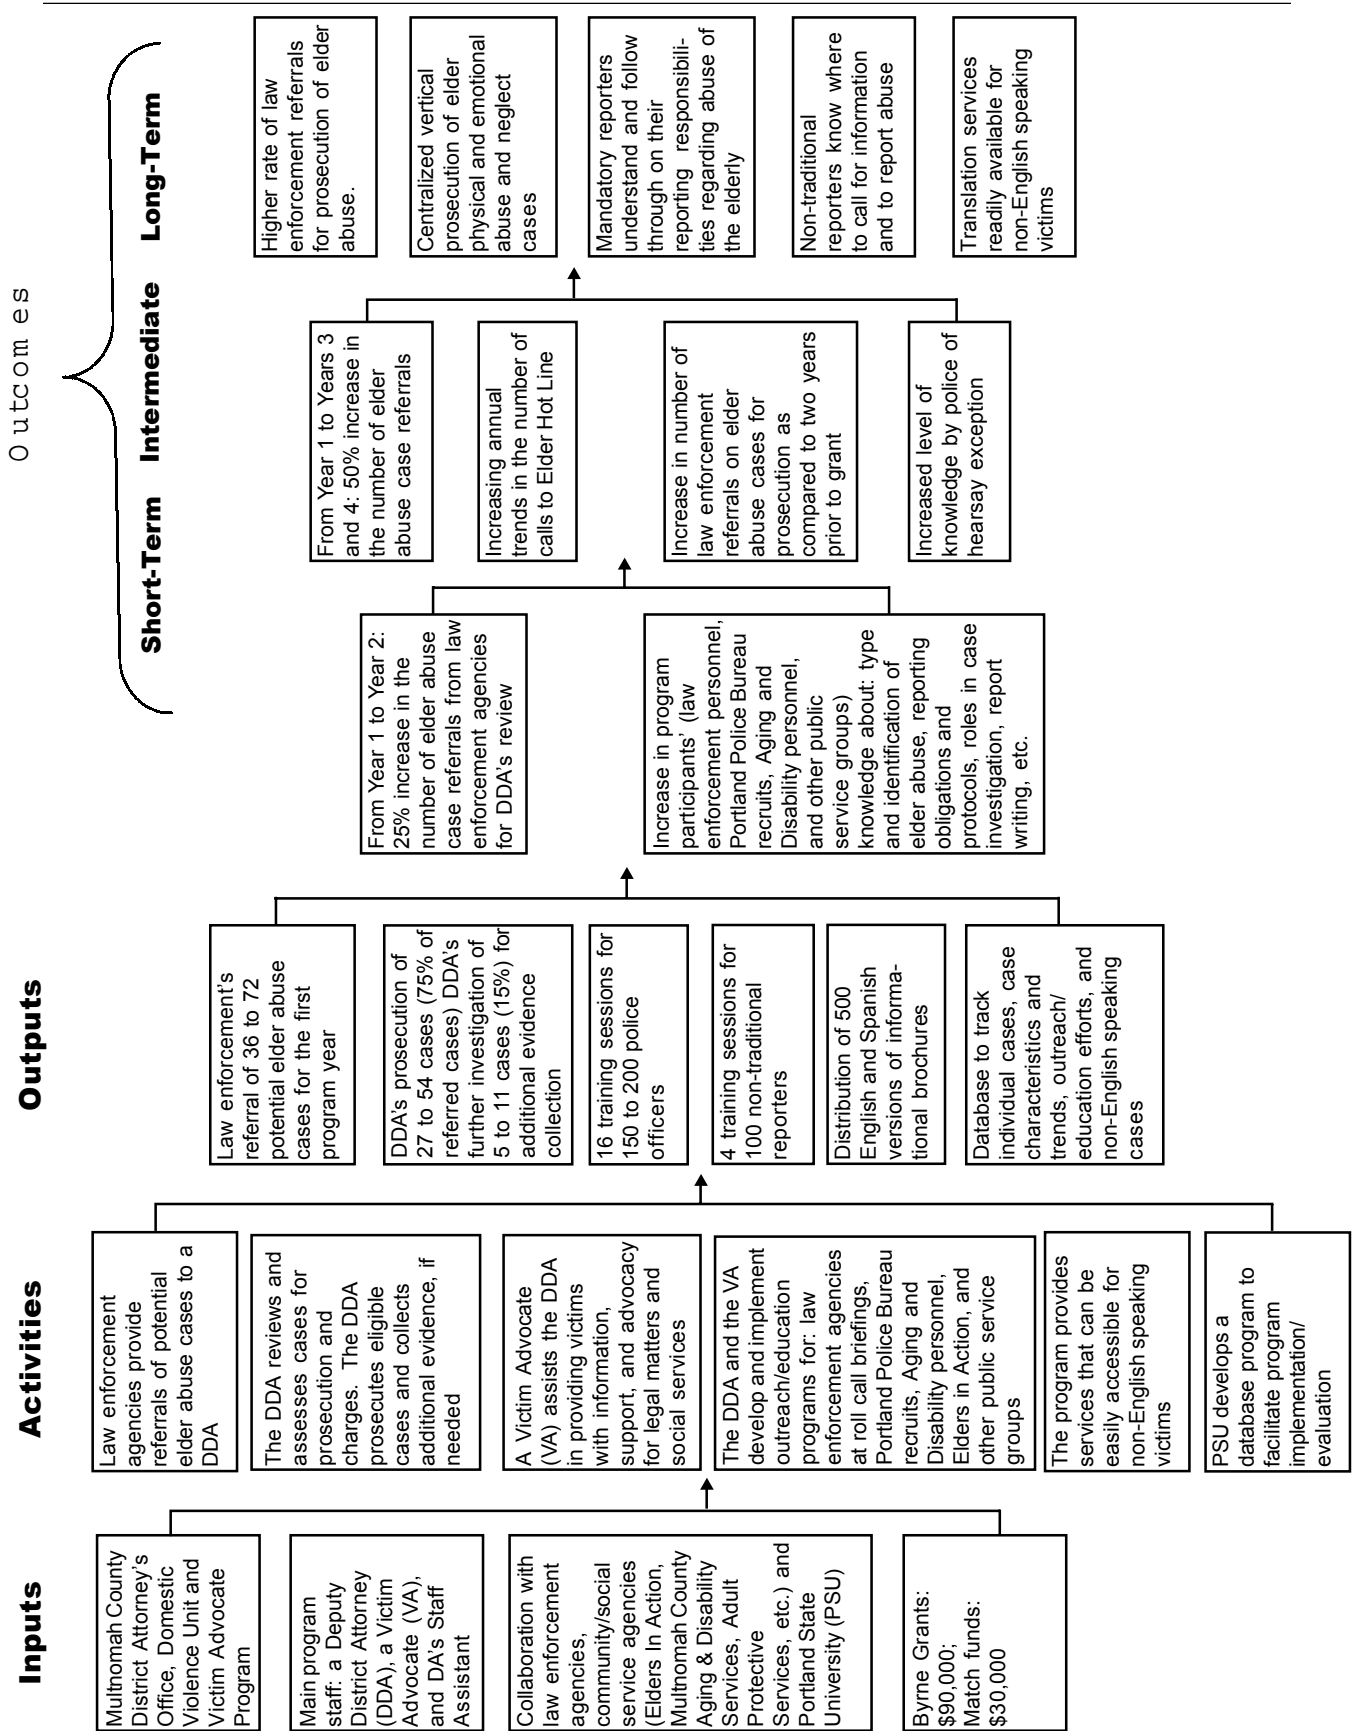 Inputs
Multnomah County
District Attorney's
Office, Domestic
Violence Unit and
Victim Advocate
Program
Main program
staff: a Deputy
District Attorney
(DDA), a Victim
Advocate (VA),
and DA's Staff
Assistant
Collaboration with
law enforcement
agencies,
community/social
service agencies
(Elders In Action,
Multnomah County
Aging & Disability
Services, Adult
Protective
Services, etc.) and
Portland State
University (PSU)
Byrne Grants:
$90,000;
Match funds:
$30,000
Activities
Law enforcement
agencies provide
referrals of potential
elder abuse cases to a
DDA
The DDA reviews and
assesses cases for
prosecution and
charges. The DDA
prosecutes eligible
cases and collects
additional evidence, if
needed
A Victim Advocate
(VA) assists the DDA
in providing victims
with information,
support, and advocacy
for legal matters and
social services
The DDA and the VA
develop and implement
outreach/education
programs for: law
enforcement agencies
at roll call briefings,
Portland Police Bureau
recruits, Aging and
Disability personnel,
Elders in Action, and
other public service
groups
The program provides
services that can be
easily accessible for
non-English speaking
victims
PSU develops a
database program to
facilitate program
implementation/
evaluation
Outputs
Law enforcement's
referral of 36 to 72
potential elder abuse
cases for the first
program year
DDA's prosecution of
27 to 54 cases (75% of
referred cases) DDA's
further investigation of
5 to 11 cases (15%) for
additional evidence
collection
16 training sessions for
150 to 200 police
officers
4 training sessions for
100 non-traditional
reporters
Distribution of 500
English and Spanish
versions of informa-
tional brochures
Database to track
individual cases, case
characteristics and
trends, outreach/
education efforts, and
non-English speaking
cases
Outcomes
Short-Term
From Year 1 to Year 2:
25% increase in the
number of elder abuse
case referrals from law
enforcement agencies
for DDA's review
Increase in program
participants' (law
enforcement personnel,
Portland Police Bureau
recruits, Aging and
Disability personnel,
and other public
service groups)
knowledge about: type
and identification of
elder abuse, reporting
obligations and
protocols, roles in case
investigation, report
writing, etc.
Intermediate
From Year 1 to Years 3
and 4: 50% increase in
the number of elder
abuse case referrals
Increasing annual
trends in the number of
calls to Elder Hot Line
Increase in number of
law enforcement
referrals on elder
abuse cases for
prosecution as
compared to two years
prior to grant
Increased level of
knowledge by police of
hearsay exception
Long-Term
Higher rate of law
enforcement referrals
for prosecution of elder
abuse.
Centralized vertical
prosecution of elder
physical and emotional
abuse and neglect
cases
Mandatory reporters
understand and follow
through on their
reporting responsibili-
ties regarding abuse of
the elderly
Non-traditional
reporters know where
to call for information
and to report abuse
Translation services
readily available for
non-English speaking
victims